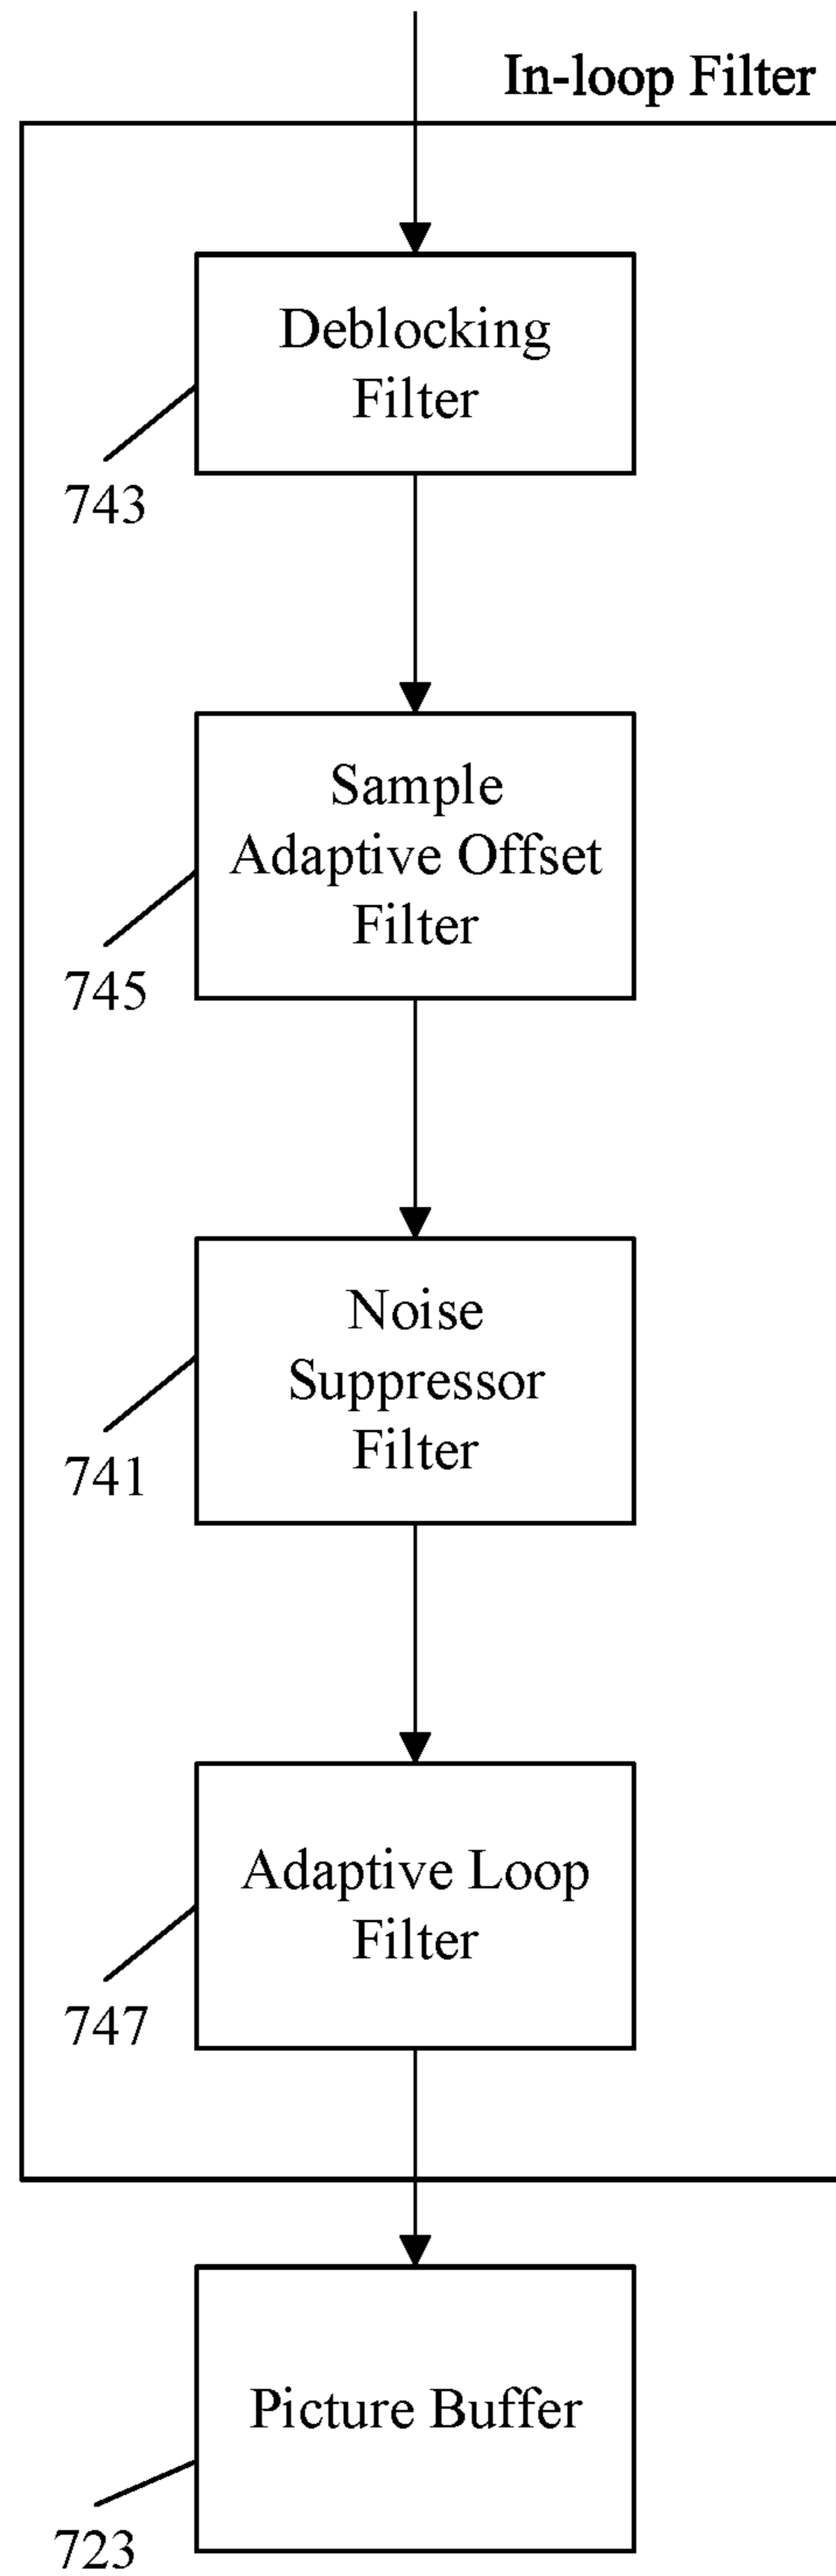 In-loop Filter
Deblocking
Filter
743
Sample
Adaptive Offset
Filter
745
Noise
Suppressor
Filter
741
Adaptive Loop
Filter
747
Picture Buffer
723